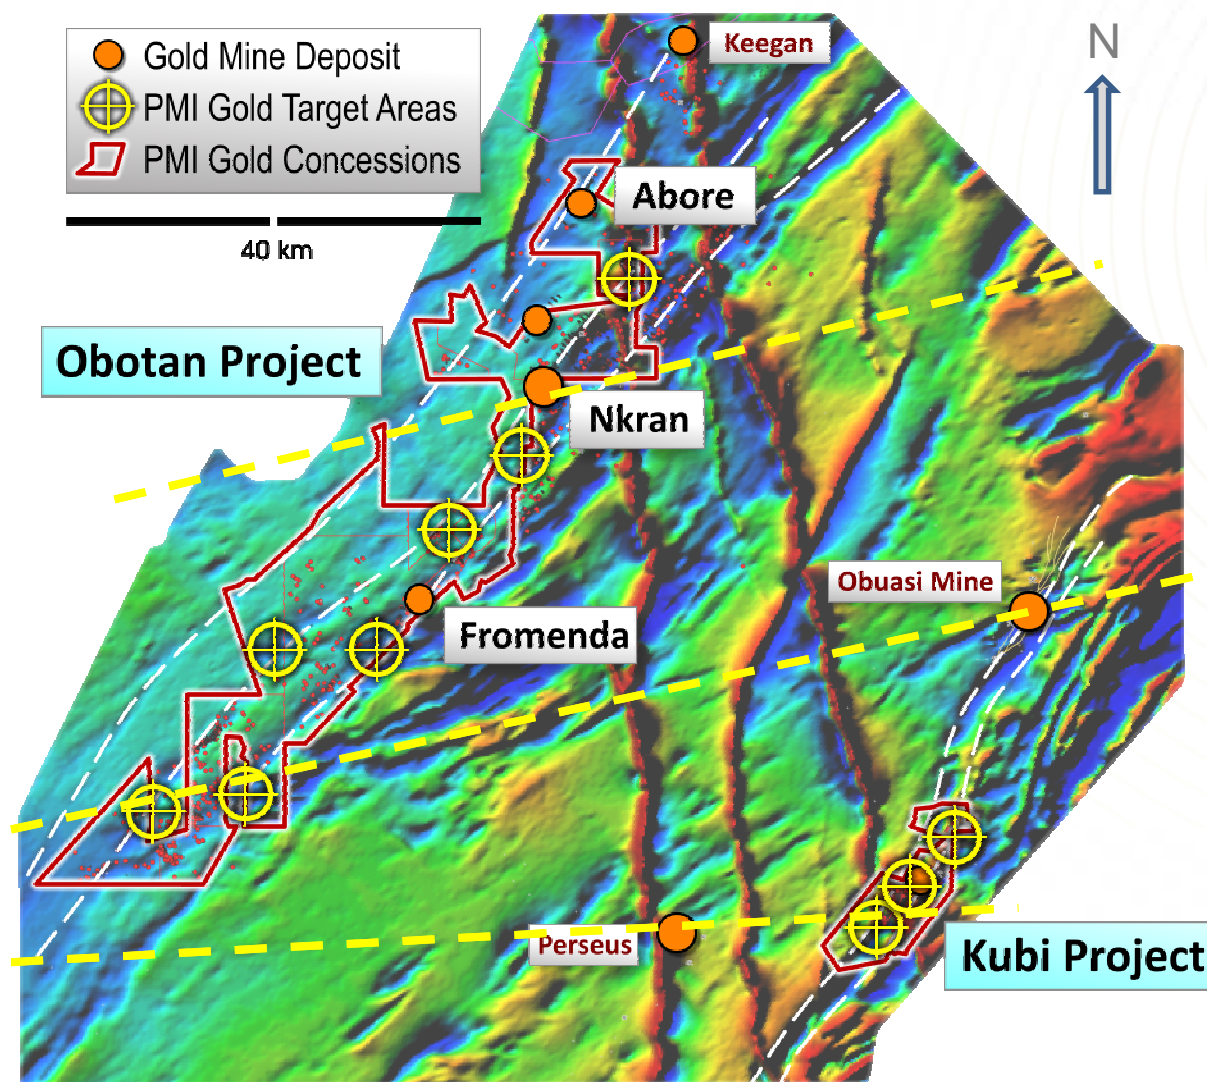 Gold Mine Deposit
PMI Gold Target Areas
PMI Gold Concessions
40 km
N
Keegan
Abore
Obotan Project
Nkran
Obuasi Mine
Fromenda
Perseus
Kubi Project